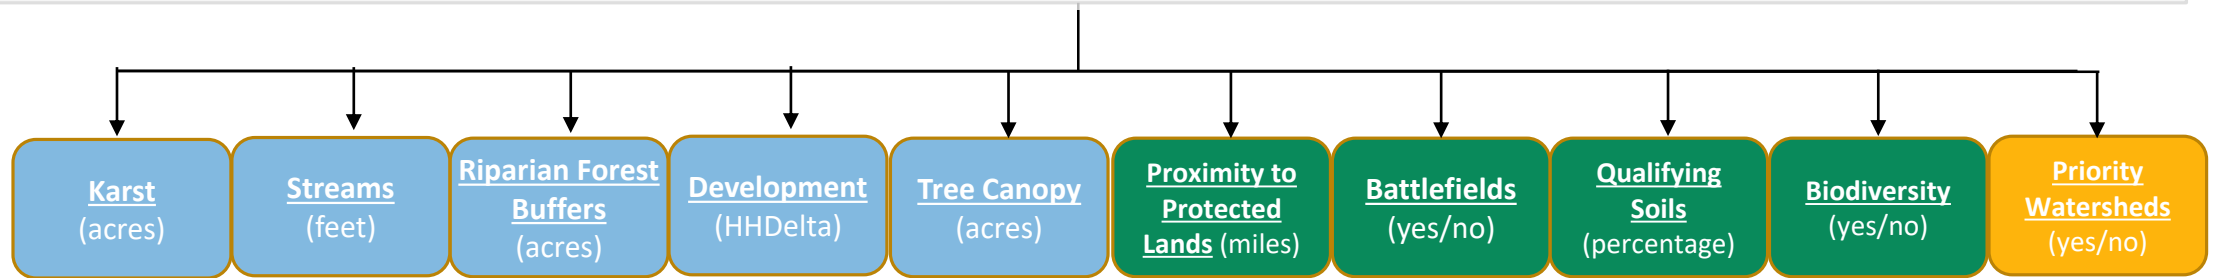 Karst
(acres)
Streams
(feet)
Riparian Forest
Buffers
(acres)
Development
(HHDelta)
Tree Canopy
(acres)
Proximity to
Protected
Lands (miles)
Battlefields
(yes/no)
Qualifying
Soils
(percentage)
Biodiversity
(yes/no)
Priority
Watersheds
(yes/no)